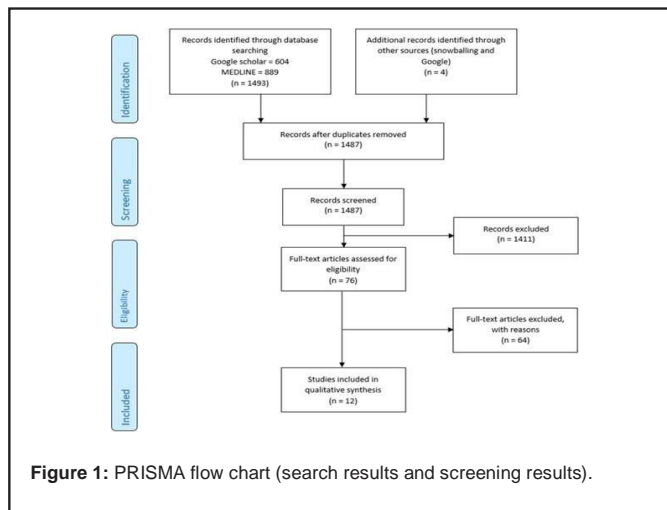 Identification
Records identified through database
searching
Google scholar = 604
MEDLINE = 889
(n = 1493)
Additional records identified through
other sources (snowballing and
Google)
(n = 4)
Records after duplicates removed
(n = 1487)
Screening
Records screened
(n = 1487)
Records excluded
(n = 1411)
Eligibility
Full-text articles assessed for
eligibility
(n = 76)
Full-text articles excluded,
with reasons
(n = 64)
Included
Studies included in
qualitative synthesis
(n = 12)
Figure 1: PRISMA flow chart (search results and screening results).